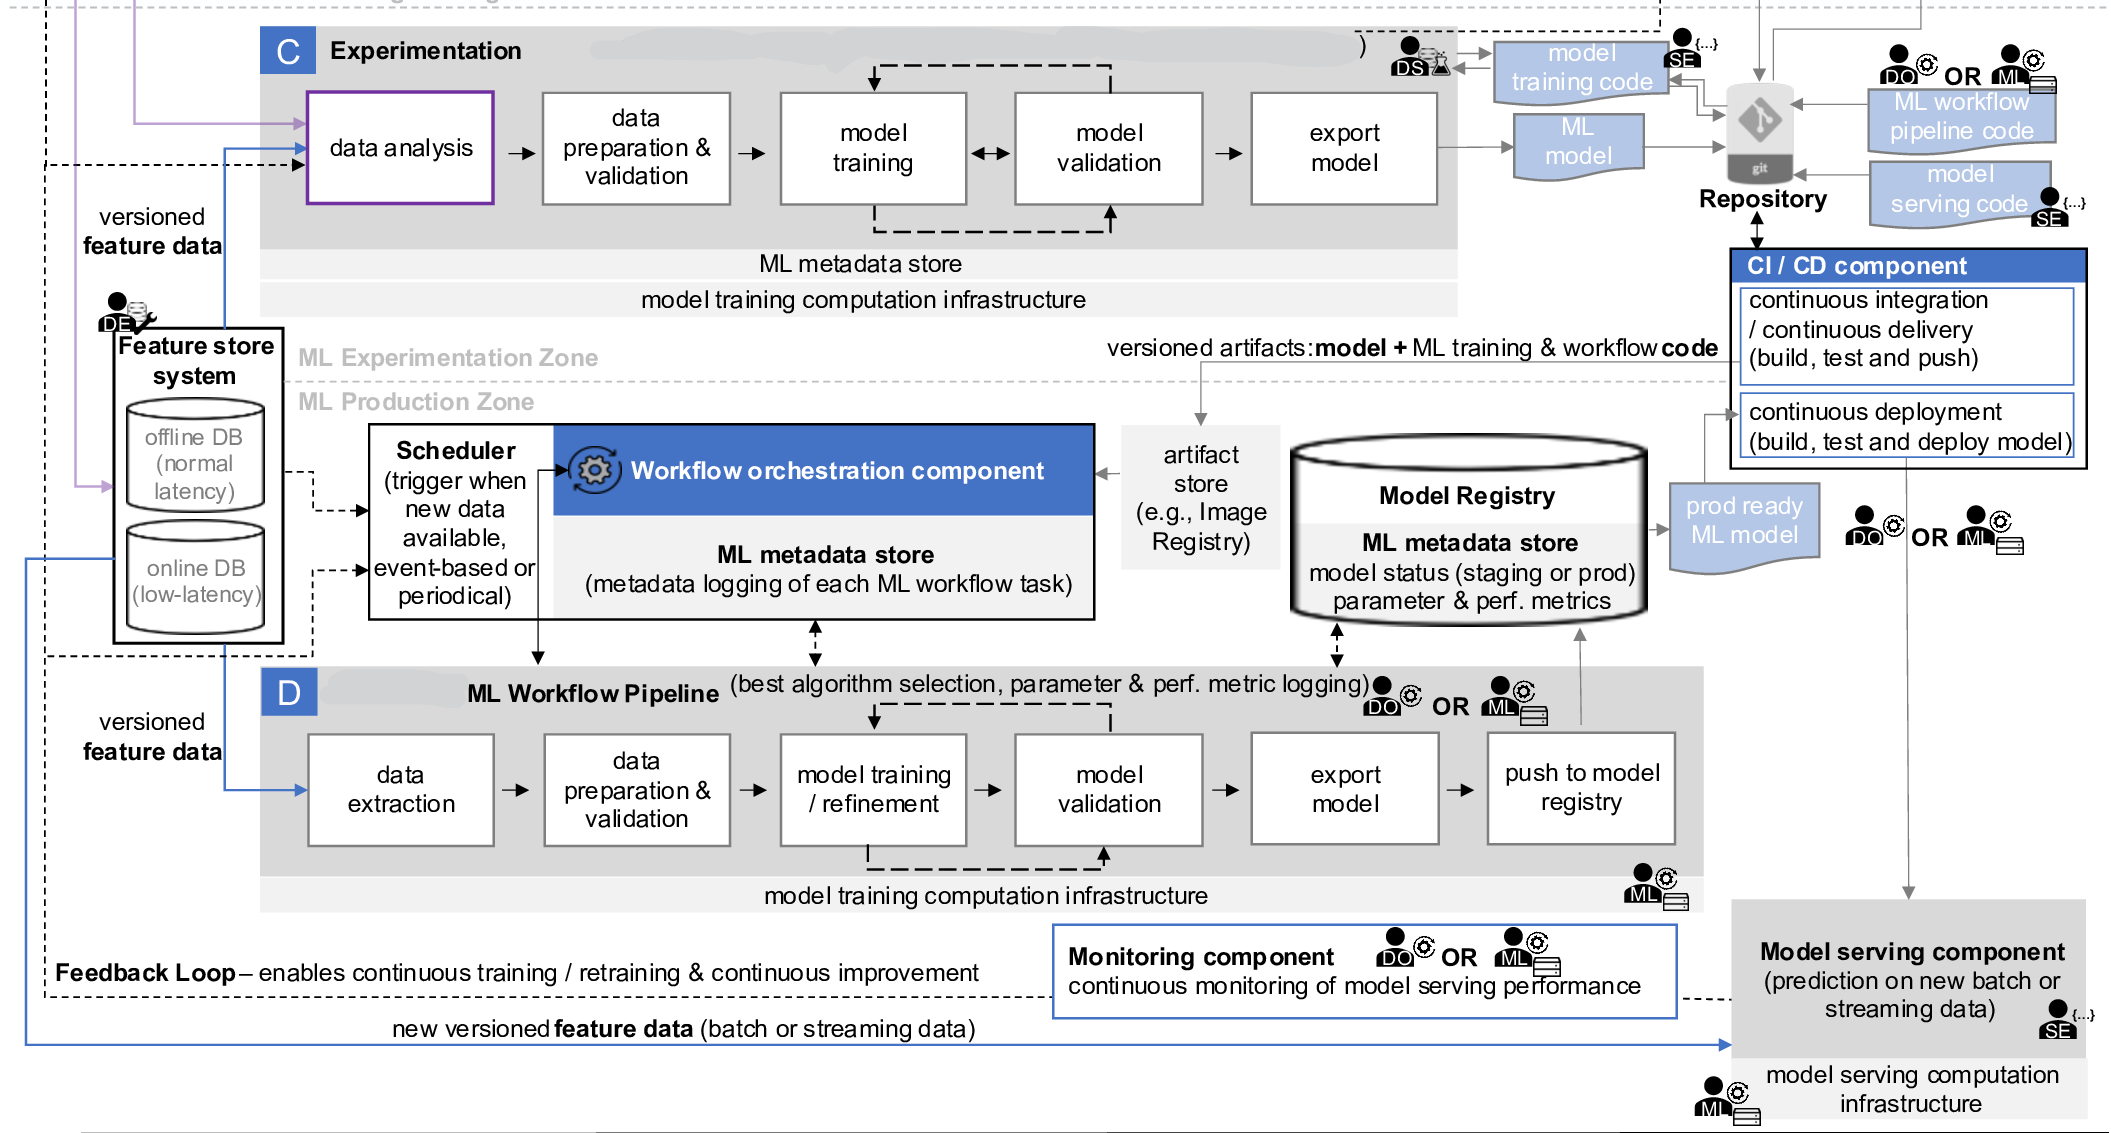 C Experimentation
)
DS
model
training code
SE {...}
DO OR ML
ML workflow
pipeline code
data analysis
data
preparation &
validation
model
training
model
validation
export
model
ML
model
git
Repository
model
serving code
SE {...}
versioned
feature data
ML metadata store
model training computation infrastructure
CI / CD component
continuous integration
/ continuous delivery
(build, test and push)
continuous deployment
(build, test and deploy model)
DE
Feature store
system
offline DB
(normal
latency)
online DB
(low-latency)
ML Experimentation Zone
ML Production Zone
versioned artifacts: model + ML training & workflow code
Scheduler
(trigger when
new data
available,
event-based or
periodical)
Workflow orchestration component
ML metadata store
(metadata logging of each ML workflow task)
artifact
store
(e.g., Image
Registry)
Model Registry
ML metadata store
model status (staging or prod)
parameter & perf. metrics
prod ready
ML model
DO OR ML
D
ML Workflow Pipeline (best algorithm selection, parameter & perf. metric logging)
DO OR ML
versioned
feature data
data
extraction
data
preparation &
validation
model training
/ refinement
model
validation
export
model
push to model
registry
model training computation infrastructure
ML
Monitoring component DO OR ML
continuous monitoring of model serving performance
Feedback Loop – enables continuous training / retraining & continuous improvement
new versioned feature data (batch or streaming data)
Model serving component
(prediction on new batch or
streaming data)
SE {...}
model serving computation
infrastructure
ML